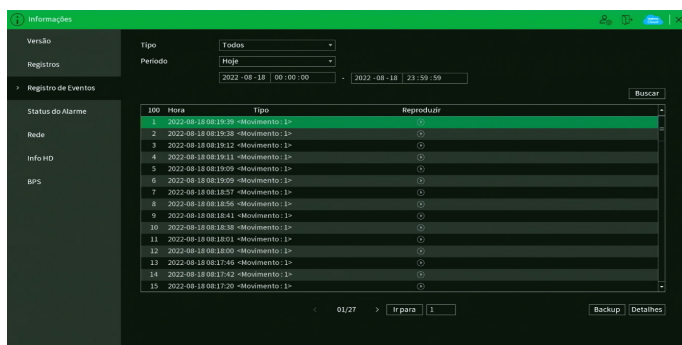 Informações
Versão
Registros
Registro de Eventos
Status do Alarme
Rede
Info HD
BPS
Tipo Todos
Período Hoje
2022-08-18 00:00:00 - 2022-08-18 23:59:59
Buscar
100 Hora Tipo Reproduzir
1 2022-08-18 08:19:39 <Movimento : 1>
2 2022-08-18 08:19:38 <Movimento : 1>
3 2022-08-18 08:19:12 <Movimento : 1>
4 2022-08-18 08:19:11 <Movimento : 1>
5 2022-08-18 08:19:09 <Movimento : 1>
6 2022-08-18 08:19:09 <Movimento : 1>
7 2022-08-18 08:18:57 <Movimento : 1>
8 2022-08-18 08:18:56 <Movimento : 1>
9 2022-08-18 08:18:41 <Movimento : 1>
10 2022-08-18 08:18:38 <Movimento : 1>
11 2022-08-18 08:18:01 <Movimento : 1>
12 2022-08-18 08:18:00 <Movimento : 1>
13 2022-08-18 08:17:46 <Movimento : 1>
14 2022-08-18 08:17:42 <Movimento : 1>
15 2022-08-18 08:17:20 <Movimento : 1>
< 01/27 > Ir para 1
Backup Detalhes